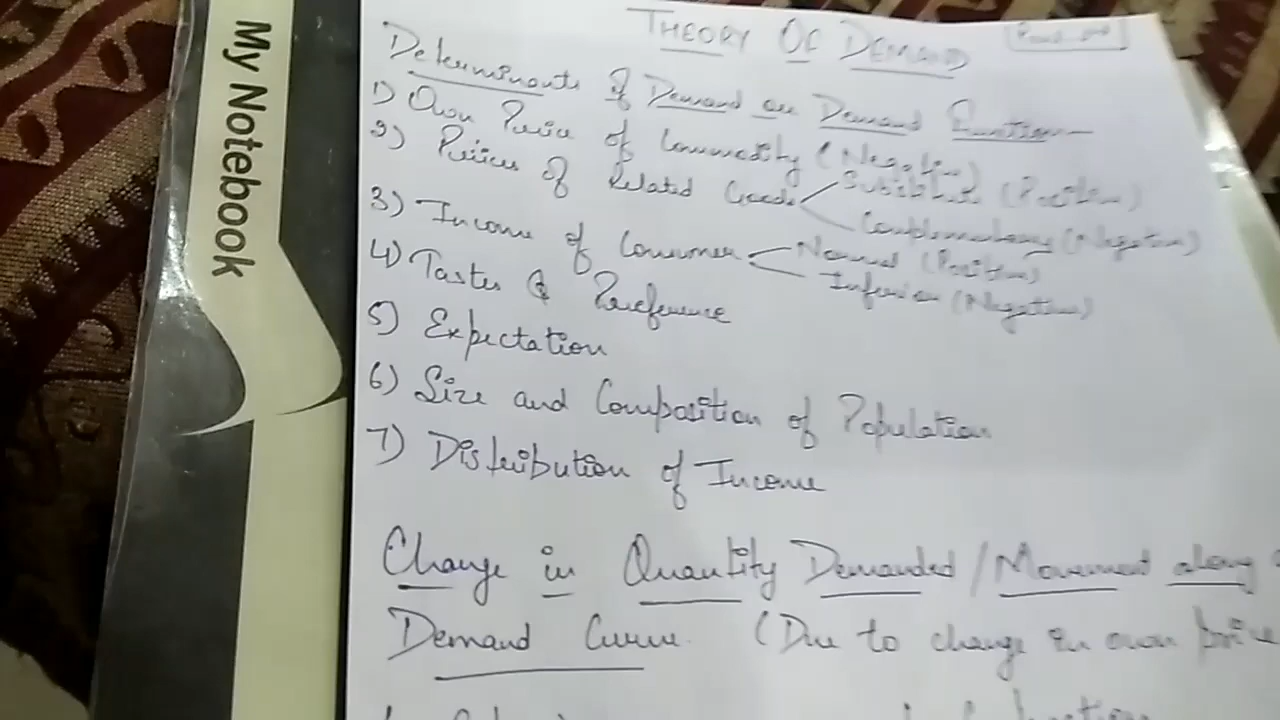 My Notebook
THEORY OF DEMAND
Determinants of Demand or Demand Function
1) Own Price of Commodity (Negative)
2) Prices of Related Goods Substitute (Positive)
Complementary (Negative)
3) Income of Consumer Normal (Positive)
Inferior (Negative)
4) Tastes & Preference
5) Expectation
6) Size and Composition of Population
7) Distribution of Income
Change in Quantity Demanded / Movement along
Demand Curve (Due to change in own price